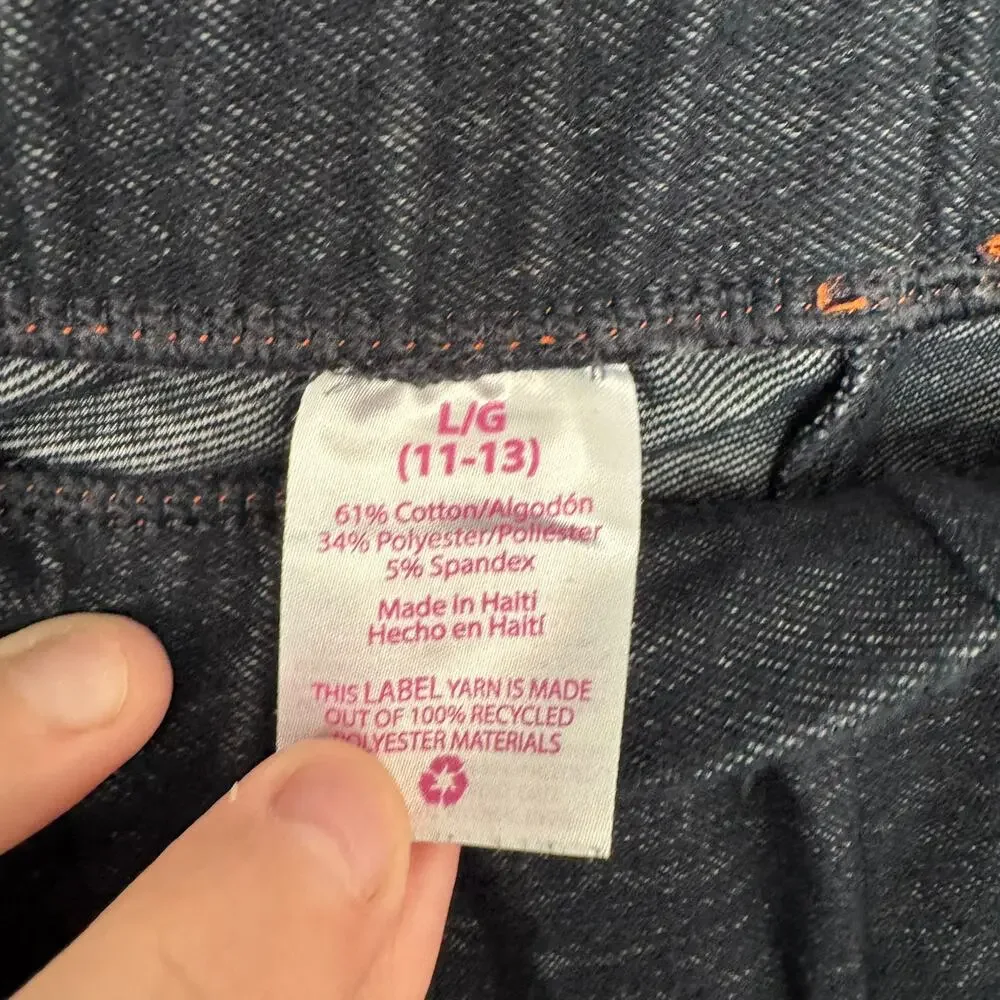 L/G
(11-13)
61% Cotton/Algodón
34% Polyester/Poliéster
5% Spandex
Made in Haiti
Hecho en Haití
THIS LABEL YARN IS MADE
OUT OF 100% RECYCLED
POLYESTER MATERIALS